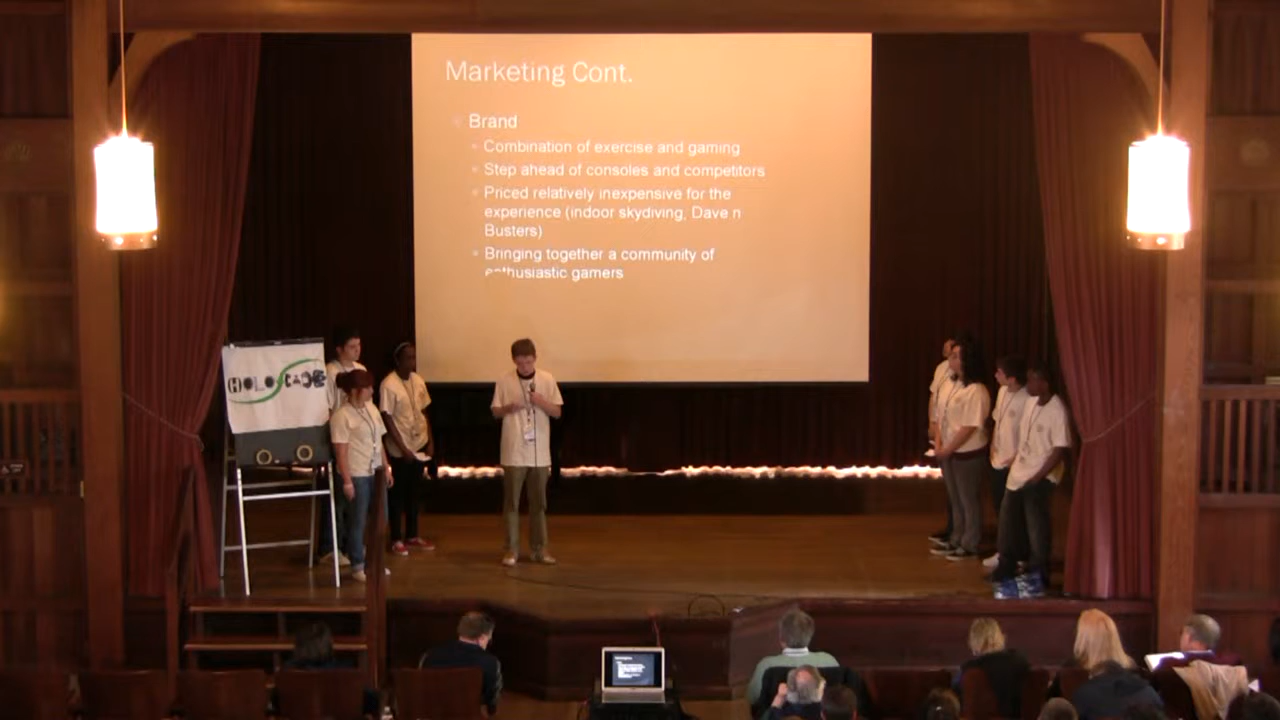 Marketing Cont.
Brand
Combination of exercise and gaming
Step ahead of consoles and competitors
Priced relatively inexpensive for the
experience (indoor skydiving, Dave n
Busters)
Bringing together a community of
enthusiastic gamers